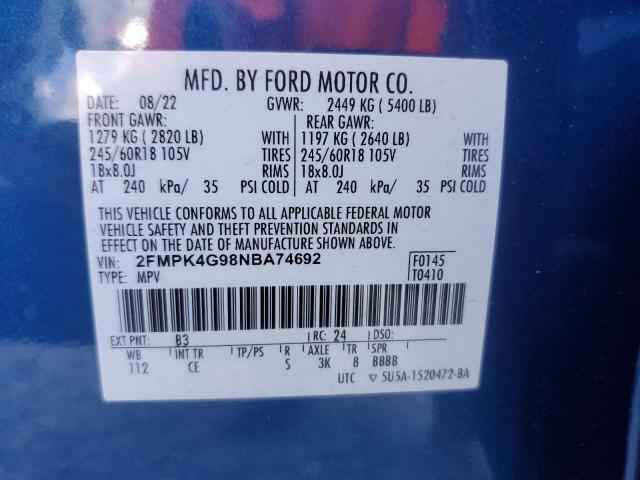 MFD. BY FORD MOTOR CO.
DATE: 08/22 GVWR: 2449 KG ( 5400 LB)
FRONT GAWR: REAR GAWR:
1279 KG ( 2820 LB) WITH 1197 KG ( 2640 LB) WITH
245/60R18 105V TIRES 245/60R18 105V TIRES
18x8.0J RIMS 18x8.0J RIMS
AT 240 kPa/ 35 PSI COLD AT 240 kPa/ 35 PSI COLD
THIS VEHICLE CONFORMS TO ALL APPLICABLE FEDERAL MOTOR
VEHICLE SAFETY AND THEFT PREVENTION STANDARDS IN
EFFECT ON THE DATE OF MANUFACTURE SHOWN ABOVE.
VIN: 2FMPK4G98NBA74692 F0145
TYPE: MPV T0410
EXT PNT: B3 RC: 24 DSO:
WB INT TR TP/PS R AXLE TR SPR
112 CE S 3K 8 BBBB
UTC ▽ 5U5A-1520472-BA